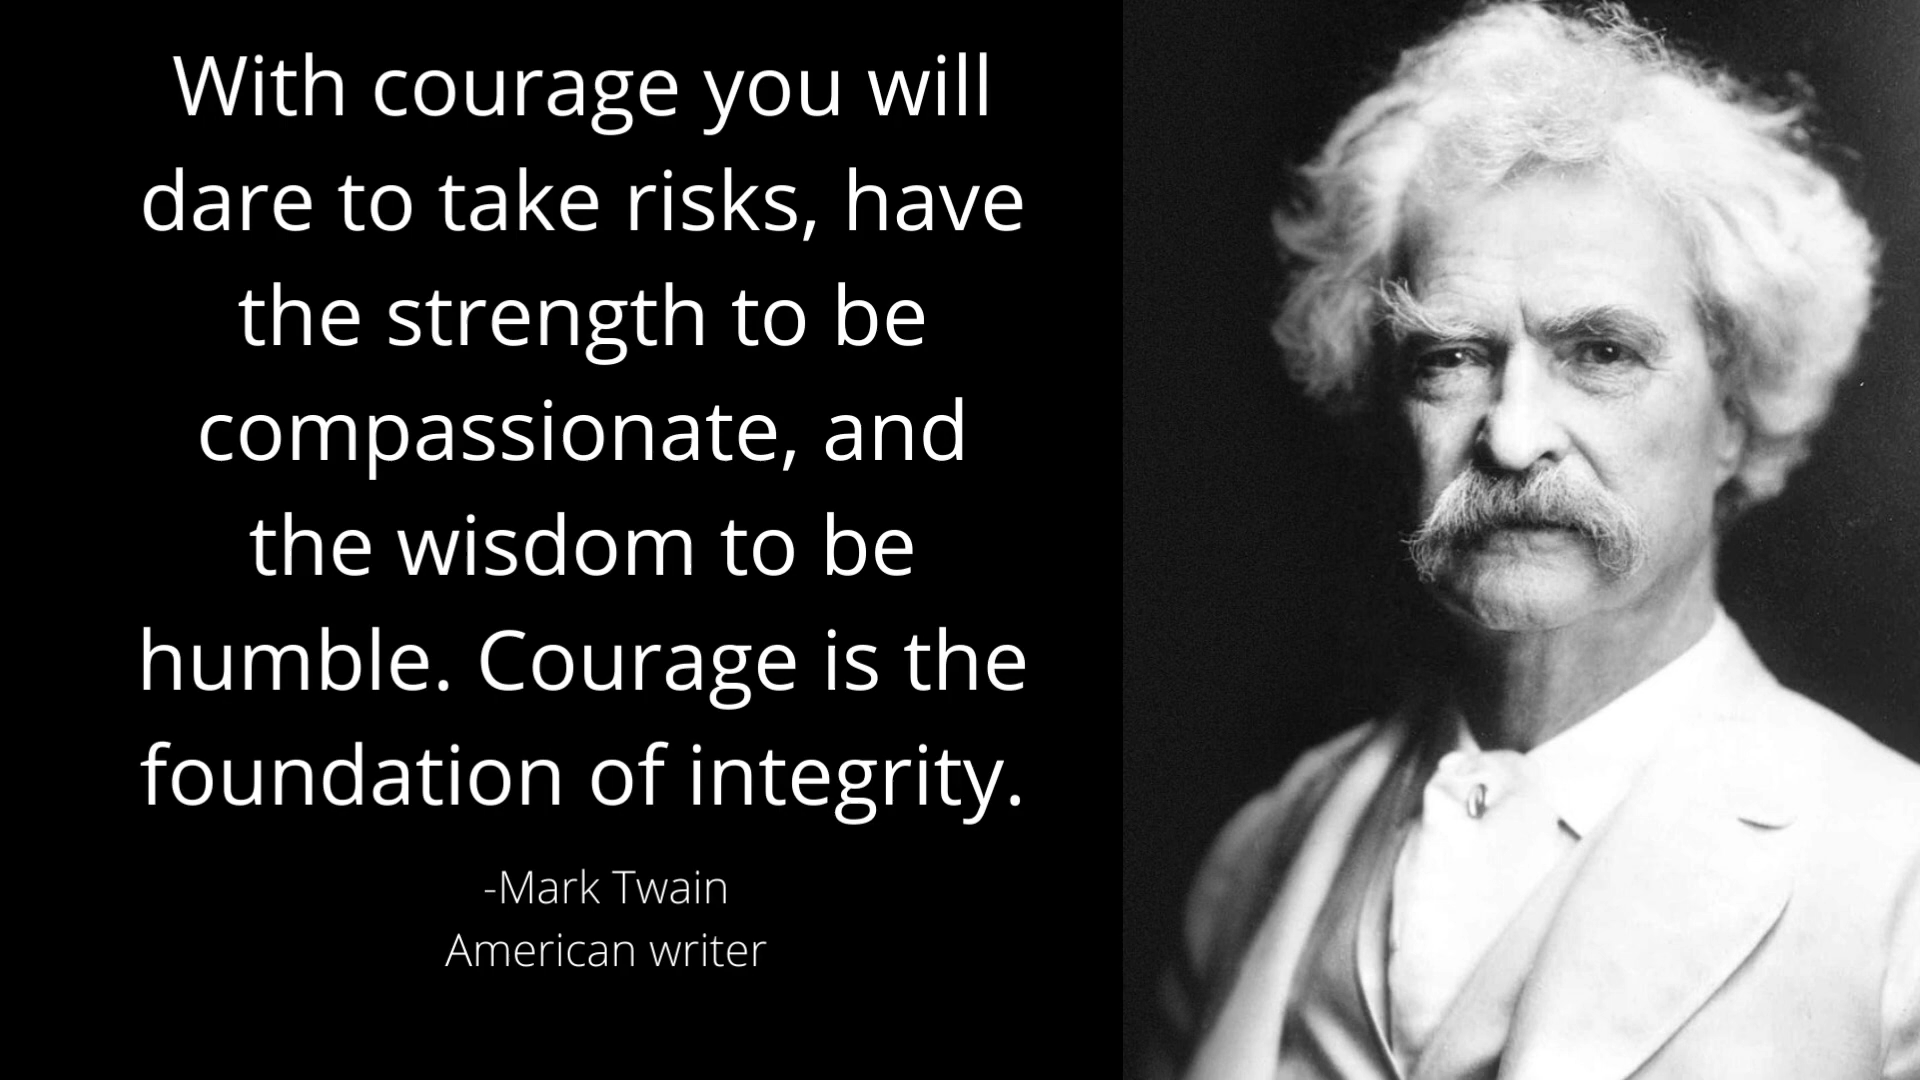 With courage you will
dare to take risks, have
the strength to be
compassionate, and
the wisdom to be
humble. Courage is the
foundation of integrity.
-Mark Twain
American writer